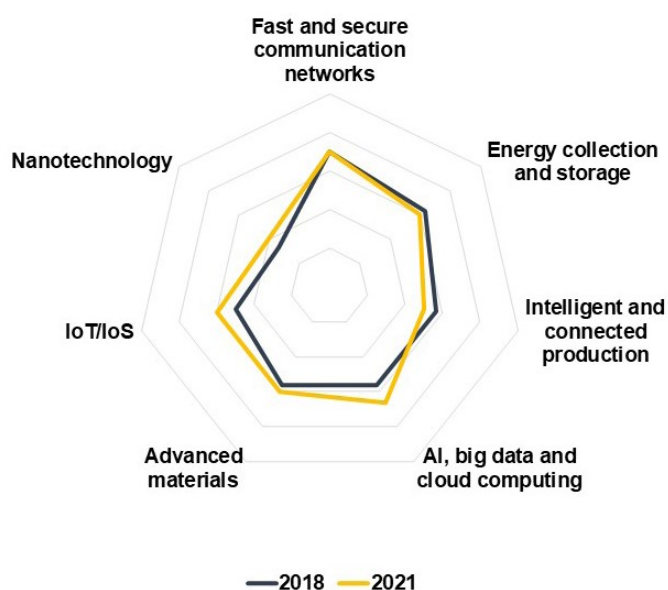 Fast and secure
communication
networks
Nanotechnology
Energy collection
and storage
IoT/IoS
Intelligent and
connected
production
Advanced
materials
AI, big data and
cloud computing
2018 2021